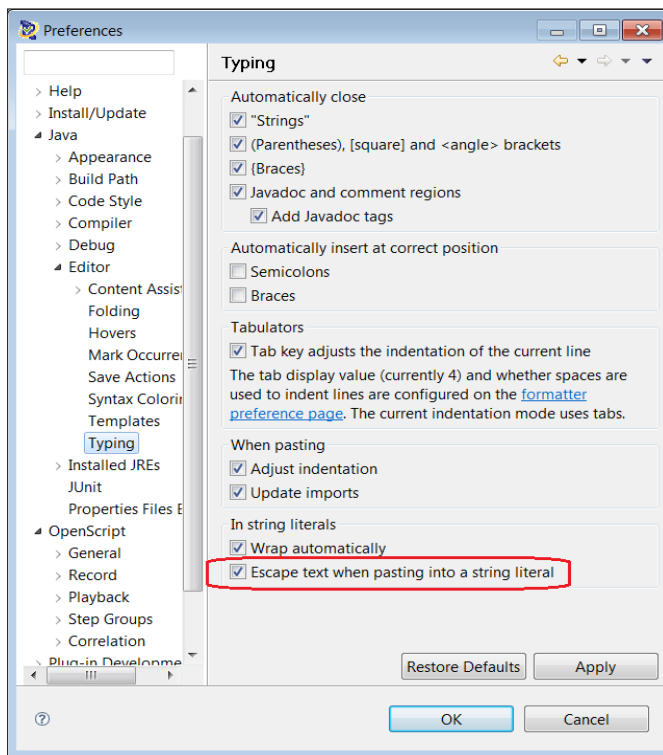 Preferences
Help
Install/Update
Java
Appearance
Build Path
Code Style
Compiler
Debug
Editor
Content Assis
Folding
Hovers
Mark Occurre
Save Actions
Syntax Colorin
Templates
Typing
Installed JREs
JUnit
Properties Files E
OpenScript
General
Record
Playback
Step Groups
Correlation
Plug-in Developme
Typing
Automatically close
"Strings"
(Parentheses), [square] and <angle> brackets
{Braces}
Javadoc and comment regions
Add Javadoc tags
Automatically insert at correct position
Semicolons
Braces
Tabulators
Tab key adjusts the indentation of the current line
The tab display value (currently 4) and whether spaces are
used to indent lines are configured on the formatter
preference page. The current indentation mode uses tabs.
When pasting
Adjust indentation
Update imports
In string literals
Wrap automatically
Escape text when pasting into a string literal
Restore Defaults
Apply
OK
Cancel